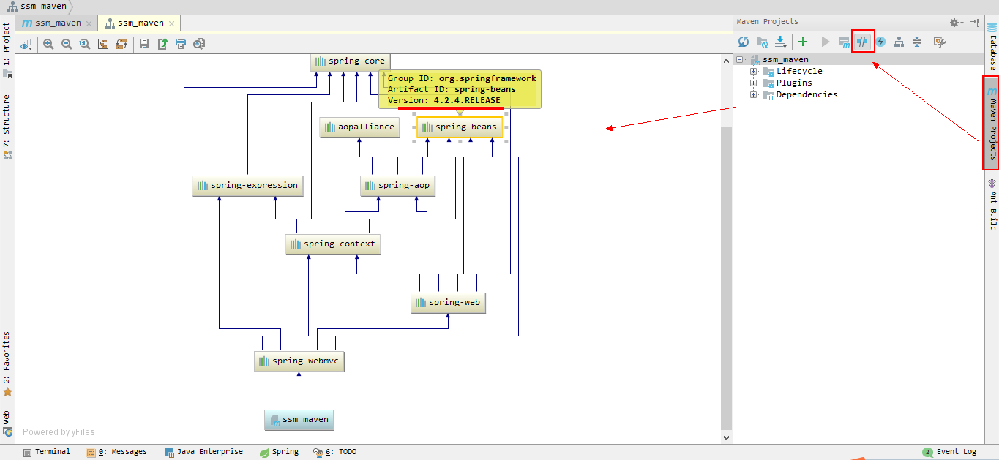 ssm_maven
ssm_maven
ssm_maven
Maven Projects
1: Project
Z: Structure
2: Favorites
Web
spring-core
Group ID: org.springframework
Artifact ID: spring-beans
Version: 4.2.4.RELEASE
aopalliance
spring-beans
spring-expression
spring-aop
spring-context
spring-web
spring-webmvc
ssm_maven
Powered by yFiles
ssm_maven
Lifecycle
Plugins
Dependencies
Database
Maven Projects
Ant Build
Terminal
0: Messages
Java Enterprise
Spring
6: TODO
2
Event Log